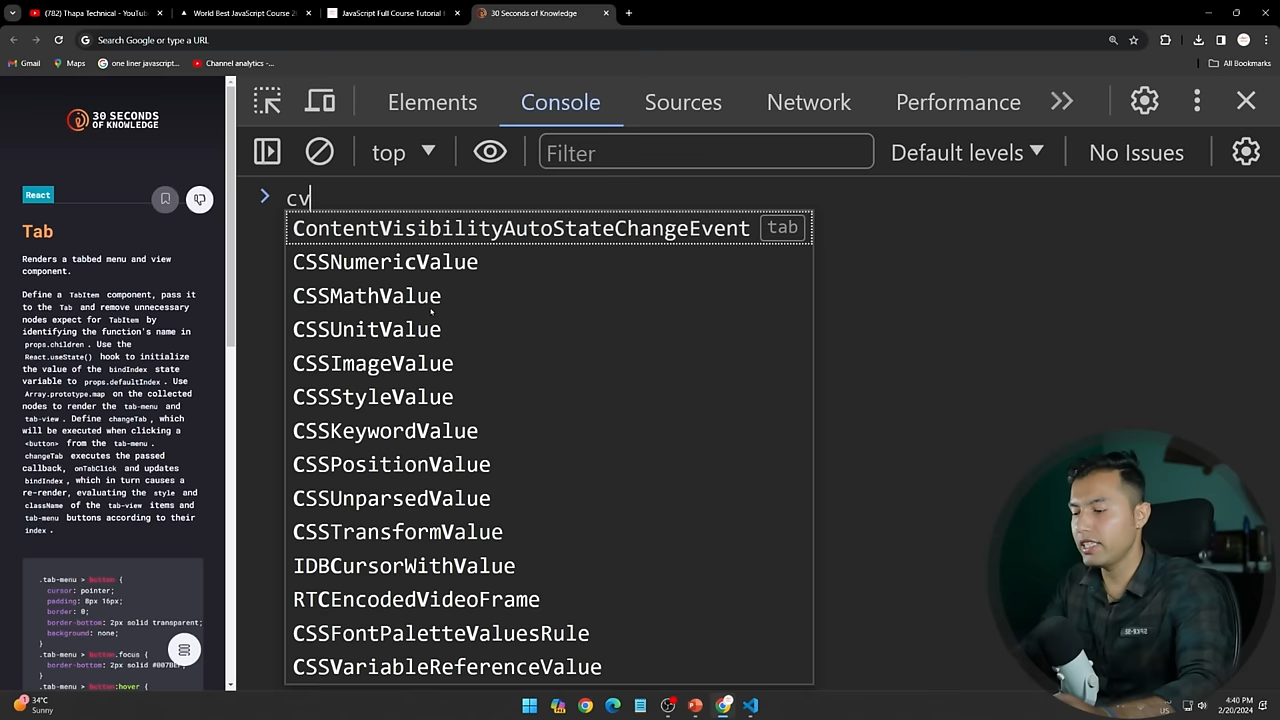 (782) Thapa Technical - YouTub
World Best JavaScript Course 2
JavaScript Full Course Tutorial
30 Seconds of Knowledge
Search Google or type a URL
Gmail
Maps
one liner javascript...
Channel analytics -...
All Bookmarks
30 SECONDS
OF KNOWLEDGE
React
Tab
Renders a tabbed menu and view
component.
Define a TabItem component, pass it
to the Tab and remove unnecessary
nodes expect for TabItem by
identifying the function's name in
props.children . Use the
React.useState() hook to initialize
the value of the bindIndex state
variable to props.defaultIndex . Use
Array.prototype.map on the collected
nodes to render the tab-menu and
tab-view . Define changeTab , which
will be executed when clicking a
<button> from the tab-menu .
changeTab executes the passed
callback, onTabClick and updates
bindIndex , which in turn causes a
re-render, evaluating the style and
className of the tab-view items and
tab-menu buttons according to their
index .
.tab-menu > button {
cursor: pointer;
padding: 8px 16px;
border: 0;
border-bottom: 2px solid transparent;
background: none;
}
.tab-menu > button.focus {
border-bottom: 2px solid #007BEF;
}
.tab-menu > button:hover {
Elements
Console
Sources
Network
Performance
top
Filter
Default levels
No Issues
> cv
ContentVisibilityAutoStateChangeEvent tab
CSSNumericValue
CSSMathValue
CSSUnitValue
CSSImageValue
CSSStyleValue
CSSKeywordValue
CSSPositionValue
CSSUnparsedValue
CSSTransformValue
IDBCursorWithValue
RTCEncodedVideoFrame
CSSFontPaletteValuesRule
CSSVariableReferenceValue
1
34°C
Sunny
4:40 PM
2/20/2024